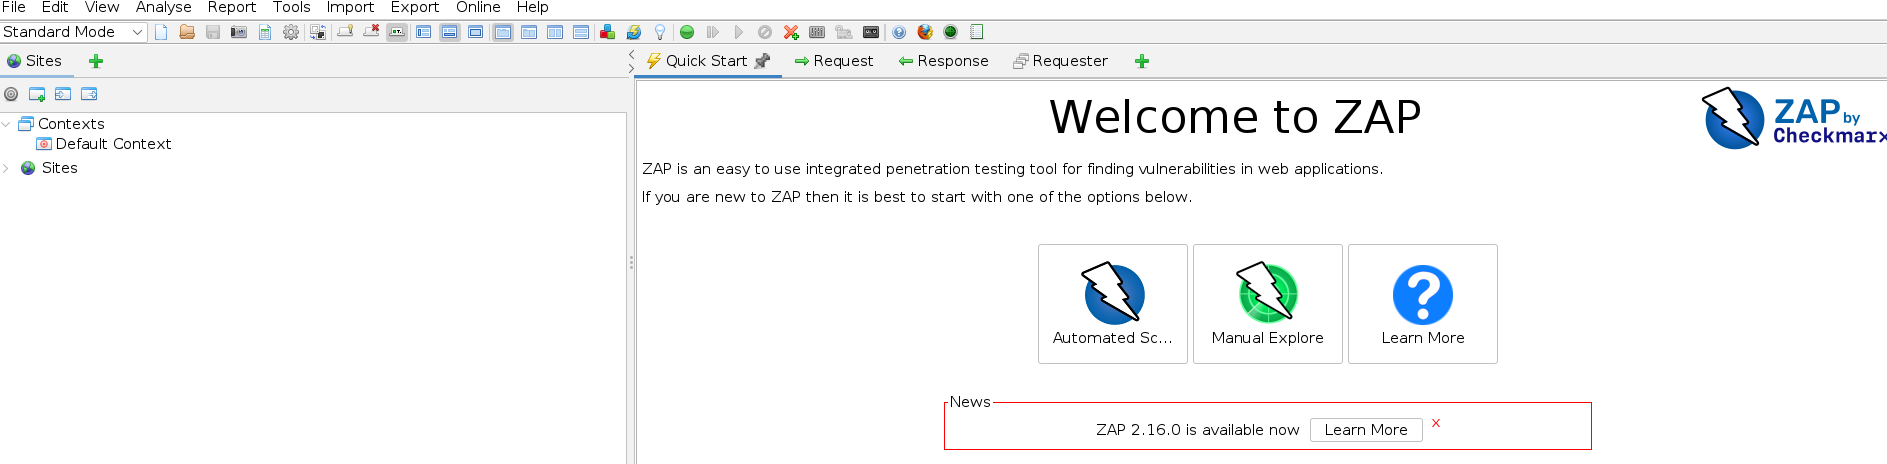 File Edit View Analyse Report Tools Import Export Online Help
Standard Mode
Sites
Quick Start Request Response Requester
Contexts
Default Context
Sites
Welcome to ZAP
ZAP by
Checkmarx
ZAP is an easy to use integrated penetration testing tool for finding vulnerabilities in web applications.
If you are new to ZAP then it is best to start with one of the options below.
Automated Sc... Manual Explore Learn More
News
ZAP 2.16.0 is available now Learn More X